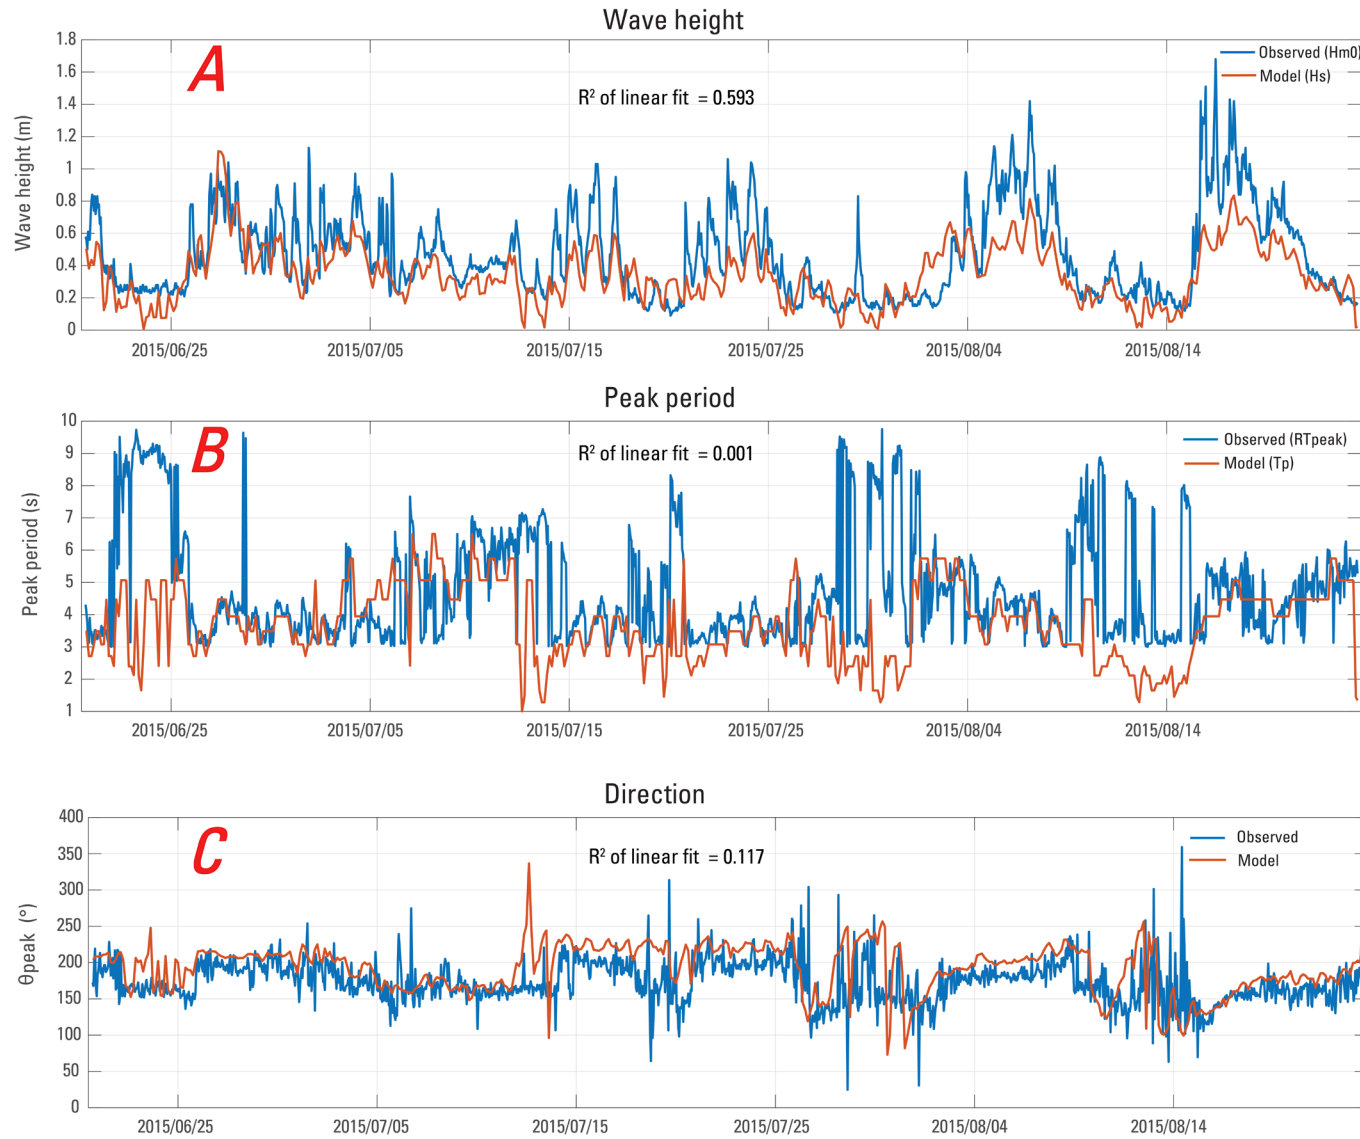 Wave height
A
Observed (Hm0)
Model (Hs)
R² of linear fit = 0.593
Wave height (m)
1.8
1.6
1.4
1.2
1
0.8
0.6
0.4
0.2
0
2015/06/25 2015/07/05 2015/07/15 2015/07/25 2015/08/04 2015/08/14
Peak period
B
Observed (RTpeak)
Model (Tp)
R² of linear fit = 0.001
Peak period (s)
10
9
8
7
6
5
4
3
2
1
2015/06/25 2015/07/05 2015/07/15 2015/07/25 2015/08/04 2015/08/14
Direction
C
Observed
Model
R² of linear fit = 0.117
θpeak (°)
400
350
300
250
200
150
100
50
0
2015/06/25 2015/07/05 2015/07/15 2015/07/25 2015/08/04 2015/08/14